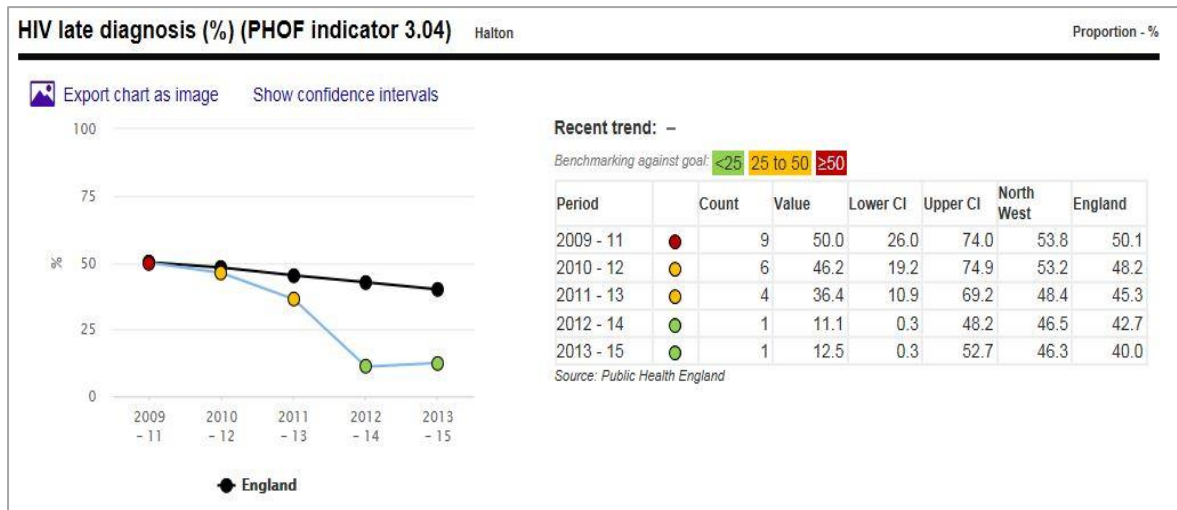 HIV late diagnosis (%) (PHOF indicator 3.04) Halton Proportion - %
Export chart as image Show confidence intervals
100
75
50
25
0
%
2009 - 11 2010 - 12 2011 - 13 2012 - 14 2013 - 15
England
Recent trend: –
Benchmarking against goal: <25 25 to 50 ≥50
Period Count Value Lower CI Upper CI North West England
2009 - 11 9 50.0 26.0 74.0 53.8 50.1
2010 - 12 6 46.2 19.2 74.9 53.2 48.2
2011 - 13 4 36.4 10.9 69.2 48.4 45.3
2012 - 14 1 11.1 0.3 48.2 46.5 42.7
2013 - 15 1 12.5 0.3 52.7 46.3 40.0
Source: Public Health England